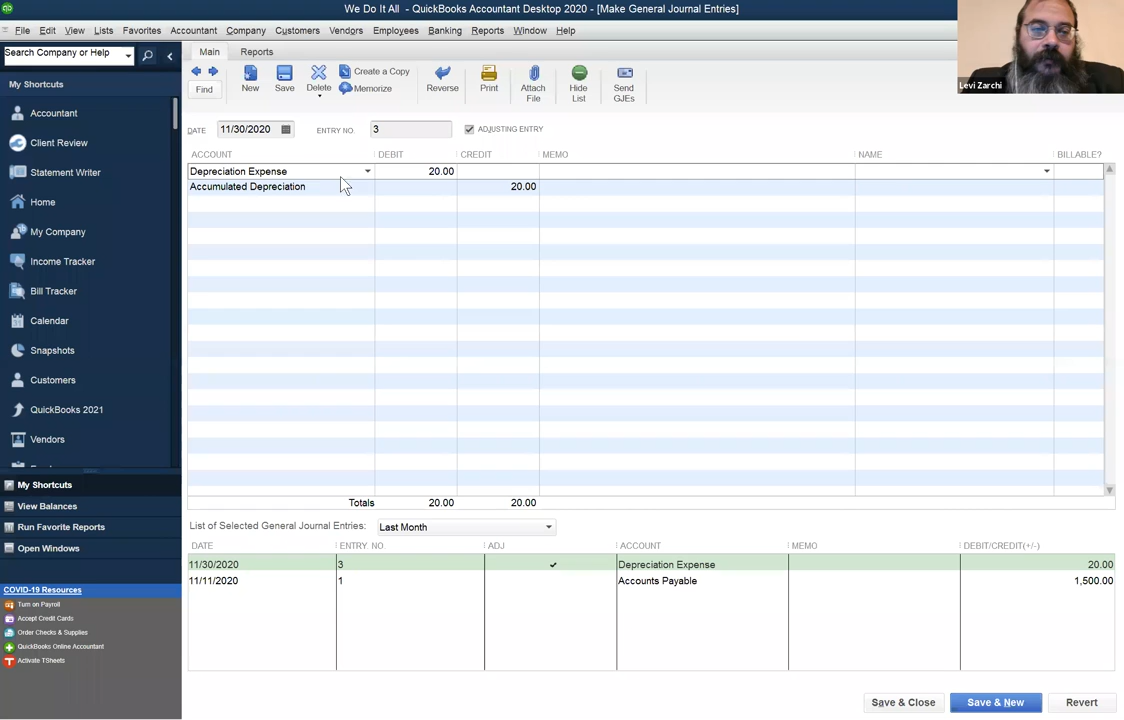 We Do It All - QuickBooks Accountant Desktop 2020 - [Make General Journal Entries]
File Edit View Lists Favorites Accountant Company Customers Vendors Employees Banking Reports Window Help
Search Company or Help
Main Reports
My Shortcuts
Accountant
Client Review
Statement Writer
Home
My Company
Income Tracker
Bill Tracker
Calendar
Snapshots
Customers
QuickBooks 2021
Vendors
My Shortcuts
View Balances
Run Favorite Reports
Open Windows
COVID-19 Resources
Turn on Payroll
Accept Credit Cards
Order Checks & Supplies
QuickBooks Online Accountant
Activate TSheets
Find
New
Save
Delete
Create a Copy
Memorize
Reverse
Print
Attach
File
Hide
List
Send
GJEs
Levi Zarchi
DATE 11/30/2020 ENTRY NO. 3 ADJUSTING ENTRY
ACCOUNT DEBIT CREDIT MEMO NAME BILLABLE?
Depreciation Expense 20.00
Accumulated Depreciation 20.00
Totals 20.00 20.00
List of Selected General Journal Entries: Last Month
DATE ENTRY NO. ADJ ACCOUNT MEMO DEBIT/CREDIT(+/-)
11/30/2020 3 ✓ Depreciation Expense 20.00
11/11/2020 1 Accounts Payable 1,500.00
Save & Close Save & New Revert